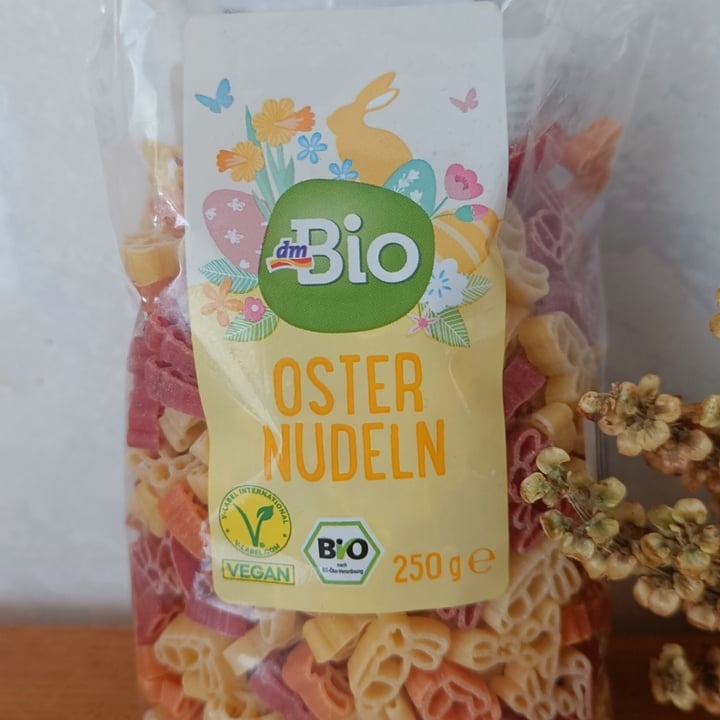 dm
Bio
OSTER
NUDELN
V-LABEL INTERNATIONAL
V-LABEL.COM
VEGAN
BIO
nach
EG-Öko-Verordnung
250 g e